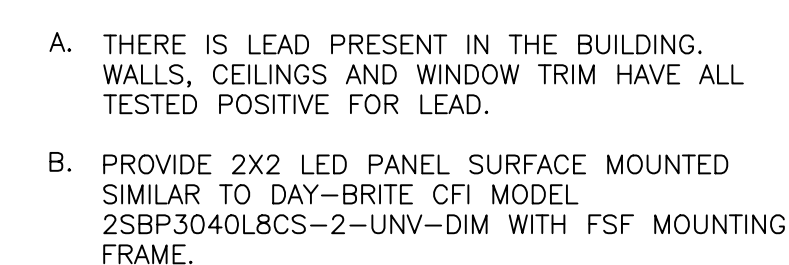 A. THERE IS LEAD PRESENT IN THE BUILDING.
WALLS, CEILINGS AND WINDOW TRIM HAVE ALL
TESTED POSITIVE FOR LEAD.
B. PROVIDE 2X2 LED PANEL SURFACE MOUNTED
SIMILAR TO DAY-BRITE CFI MODEL
2SBP3040L8CS-2-UNV-DIM WITH FSF MOUNTING
FRAME.